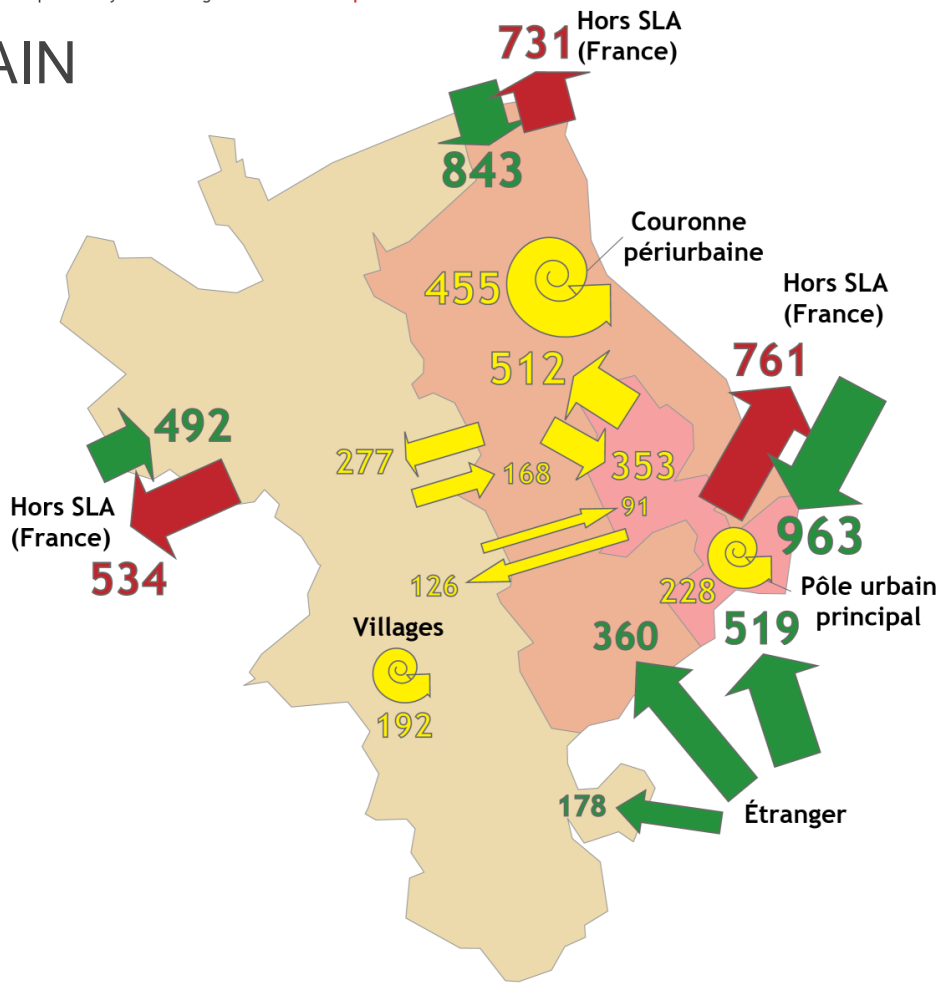 AIN
731
Hors SLA
(France)
843
Couronne
périurbaine
455
Hors SLA
(France)
512
761
492
277
168
353
91
Hors SLA
(France)
534
963
126
228
Pôle urbain
principal
Villages
360
519
192
178
Étranger